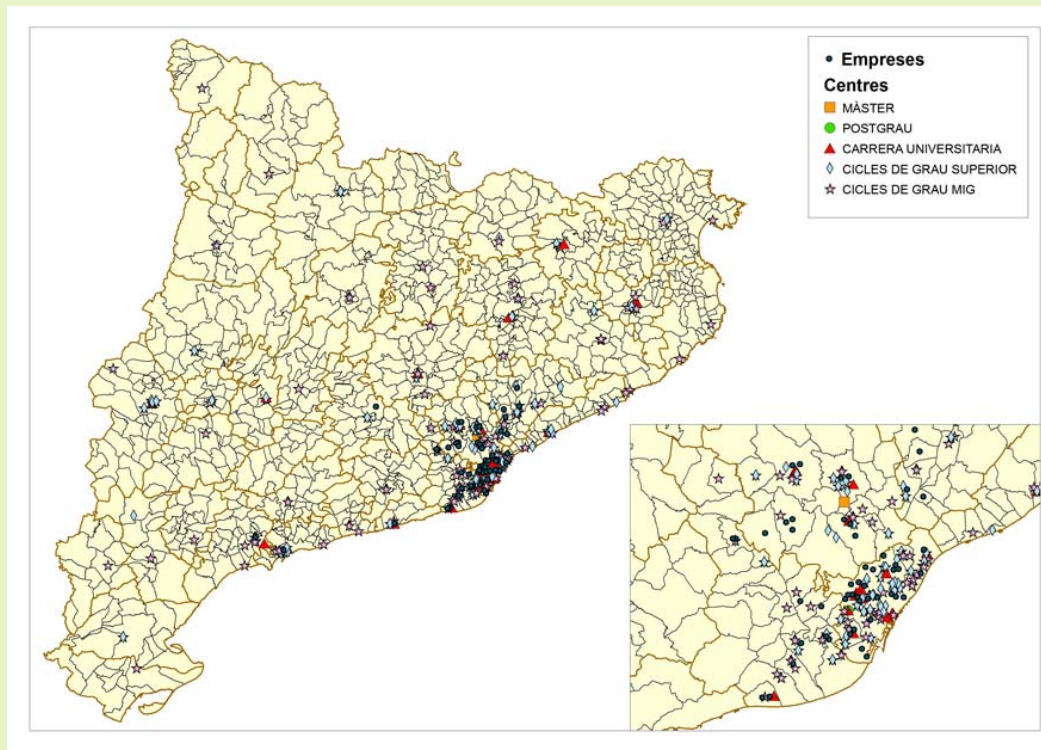 Empreses
Centres
MÀSTER
POSTGRAU
CARRERA UNIVERSITARIA
CICLES DE GRAU SUPERIOR
CICLES DE GRAU MIG